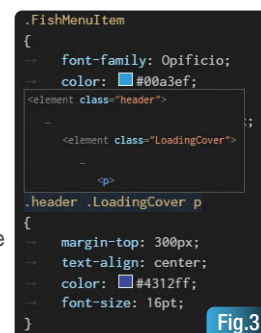 .FishMenuItem
{
→ font-family: Opificio;
→ color: #00a3ef;
<element class="header">
…
:;
<element class="LoadingCover">
…
<p>
.header .LoadingCover p
{
→ margin-top: 300px;
e
→ text-align: center;
→ color: #4312ff;
→ font-size: 16pt;
}
Fig.3